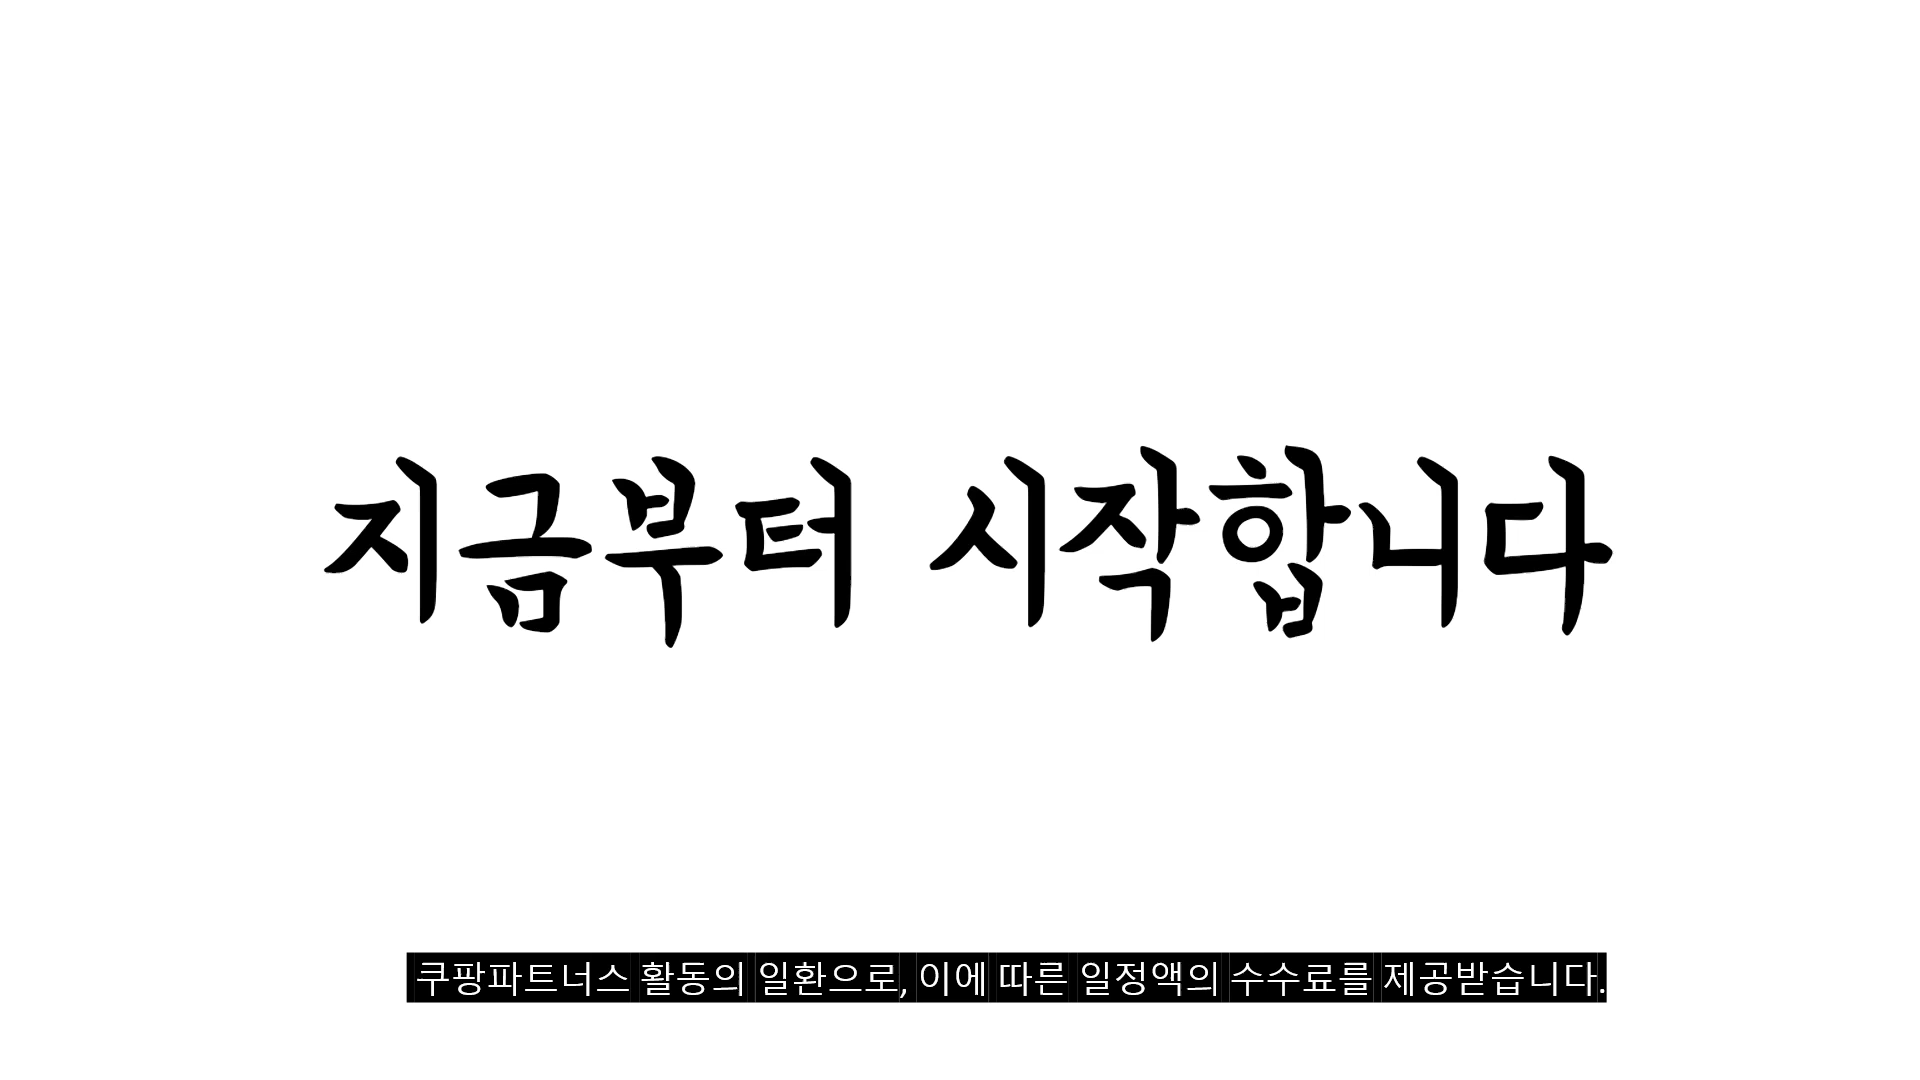 지금부터 시작합니다
쿠팡파트너스 활동의 일환으로, 이에 따른 일정액의 수수료를 제공받습니다.